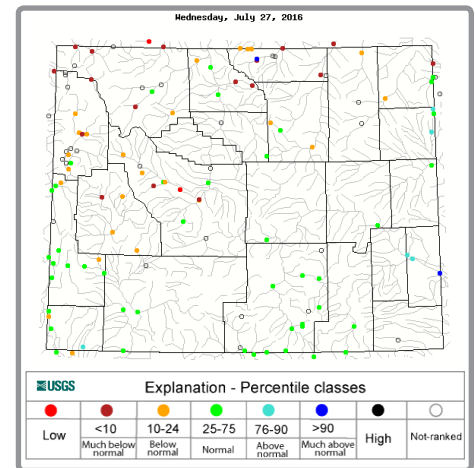 Wednesday, July 27, 2016
USGS Explanation - Percentile classes
Low <10 10-24 25-75 76-90 >90 High Not-ranked
Much below normal Below normal Normal Above normal Much above normal